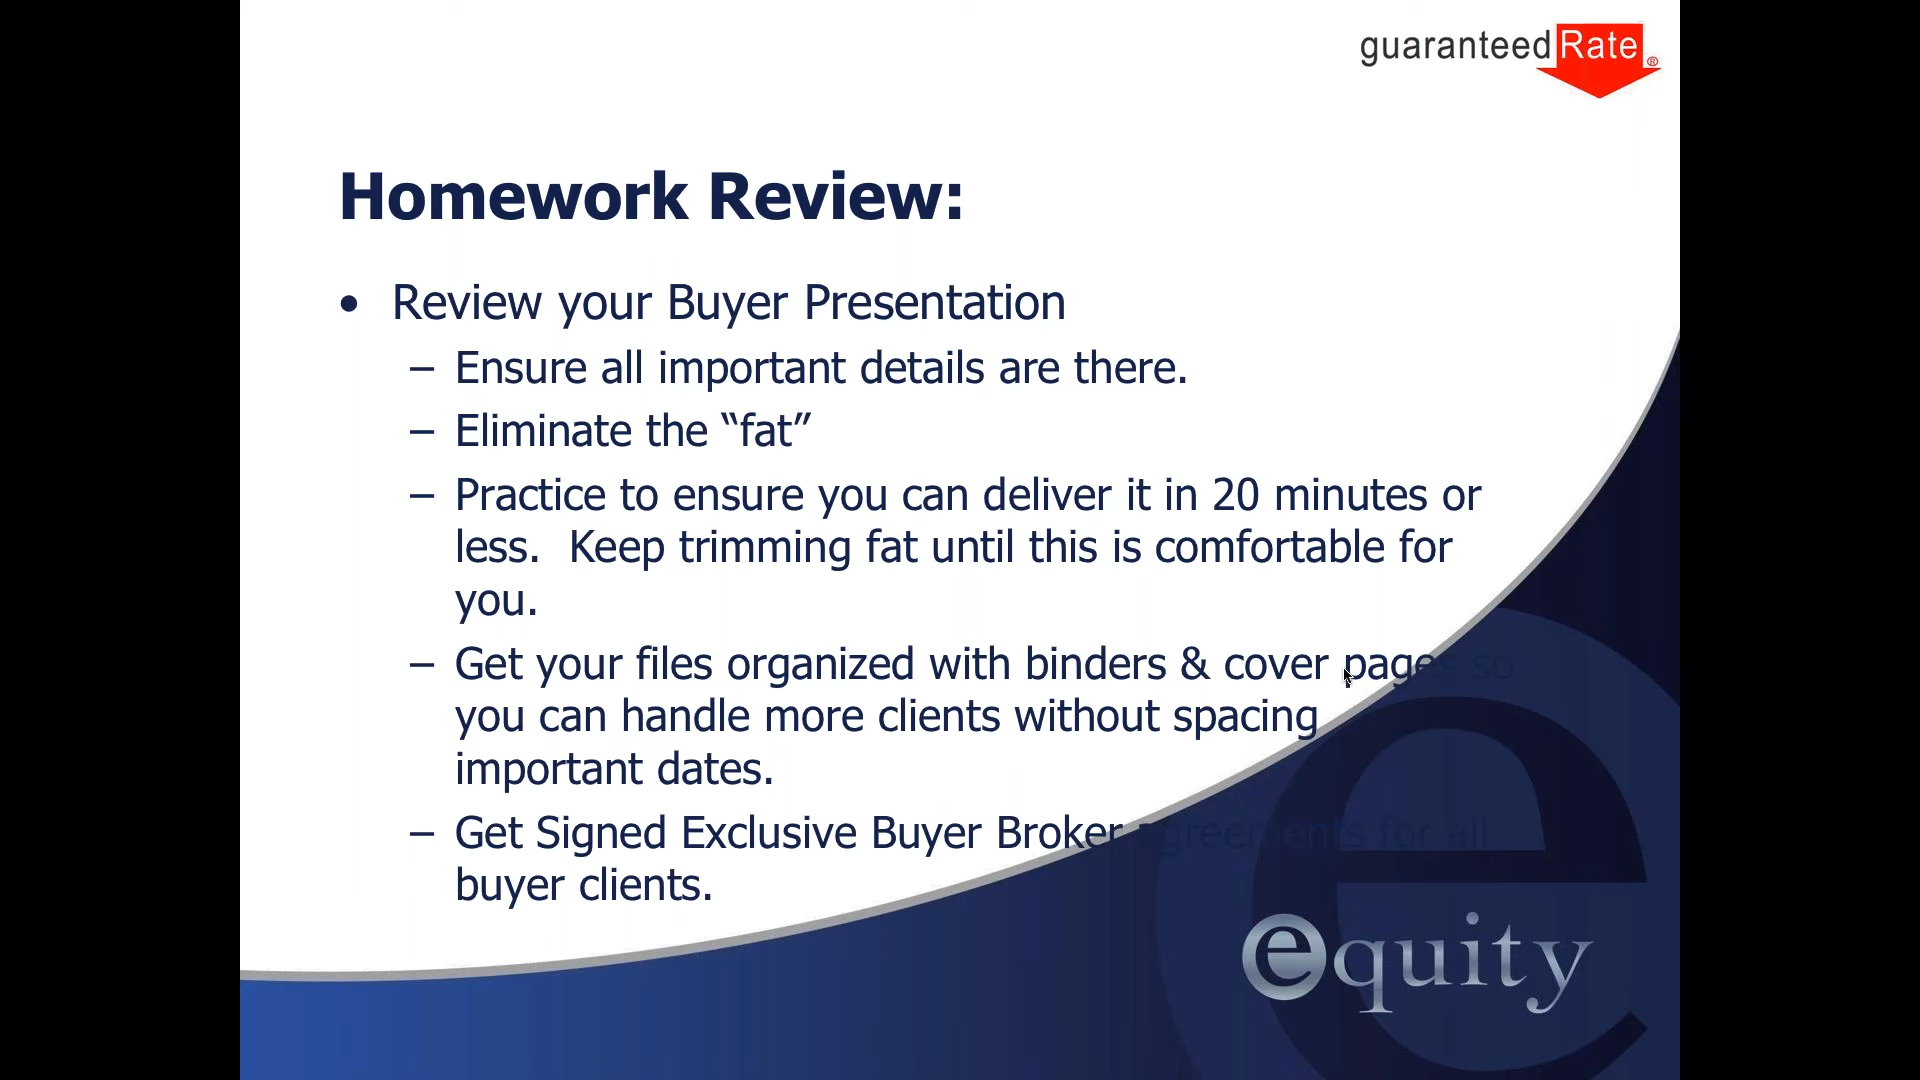 guaranteedRate®
Homework Review:
• Review your Buyer Presentation
– Ensure all important details are there.
– Eliminate the “fat”
– Practice to ensure you can deliver it in 20 minutes or
less.  Keep trimming fat until this is comfortable for
you.
– Get your files organized with binders & cover pages so
you can handle more clients without spacing
important dates.
– Get Signed Exclusive Buyer Broker agreements for all
buyer clients.
equity